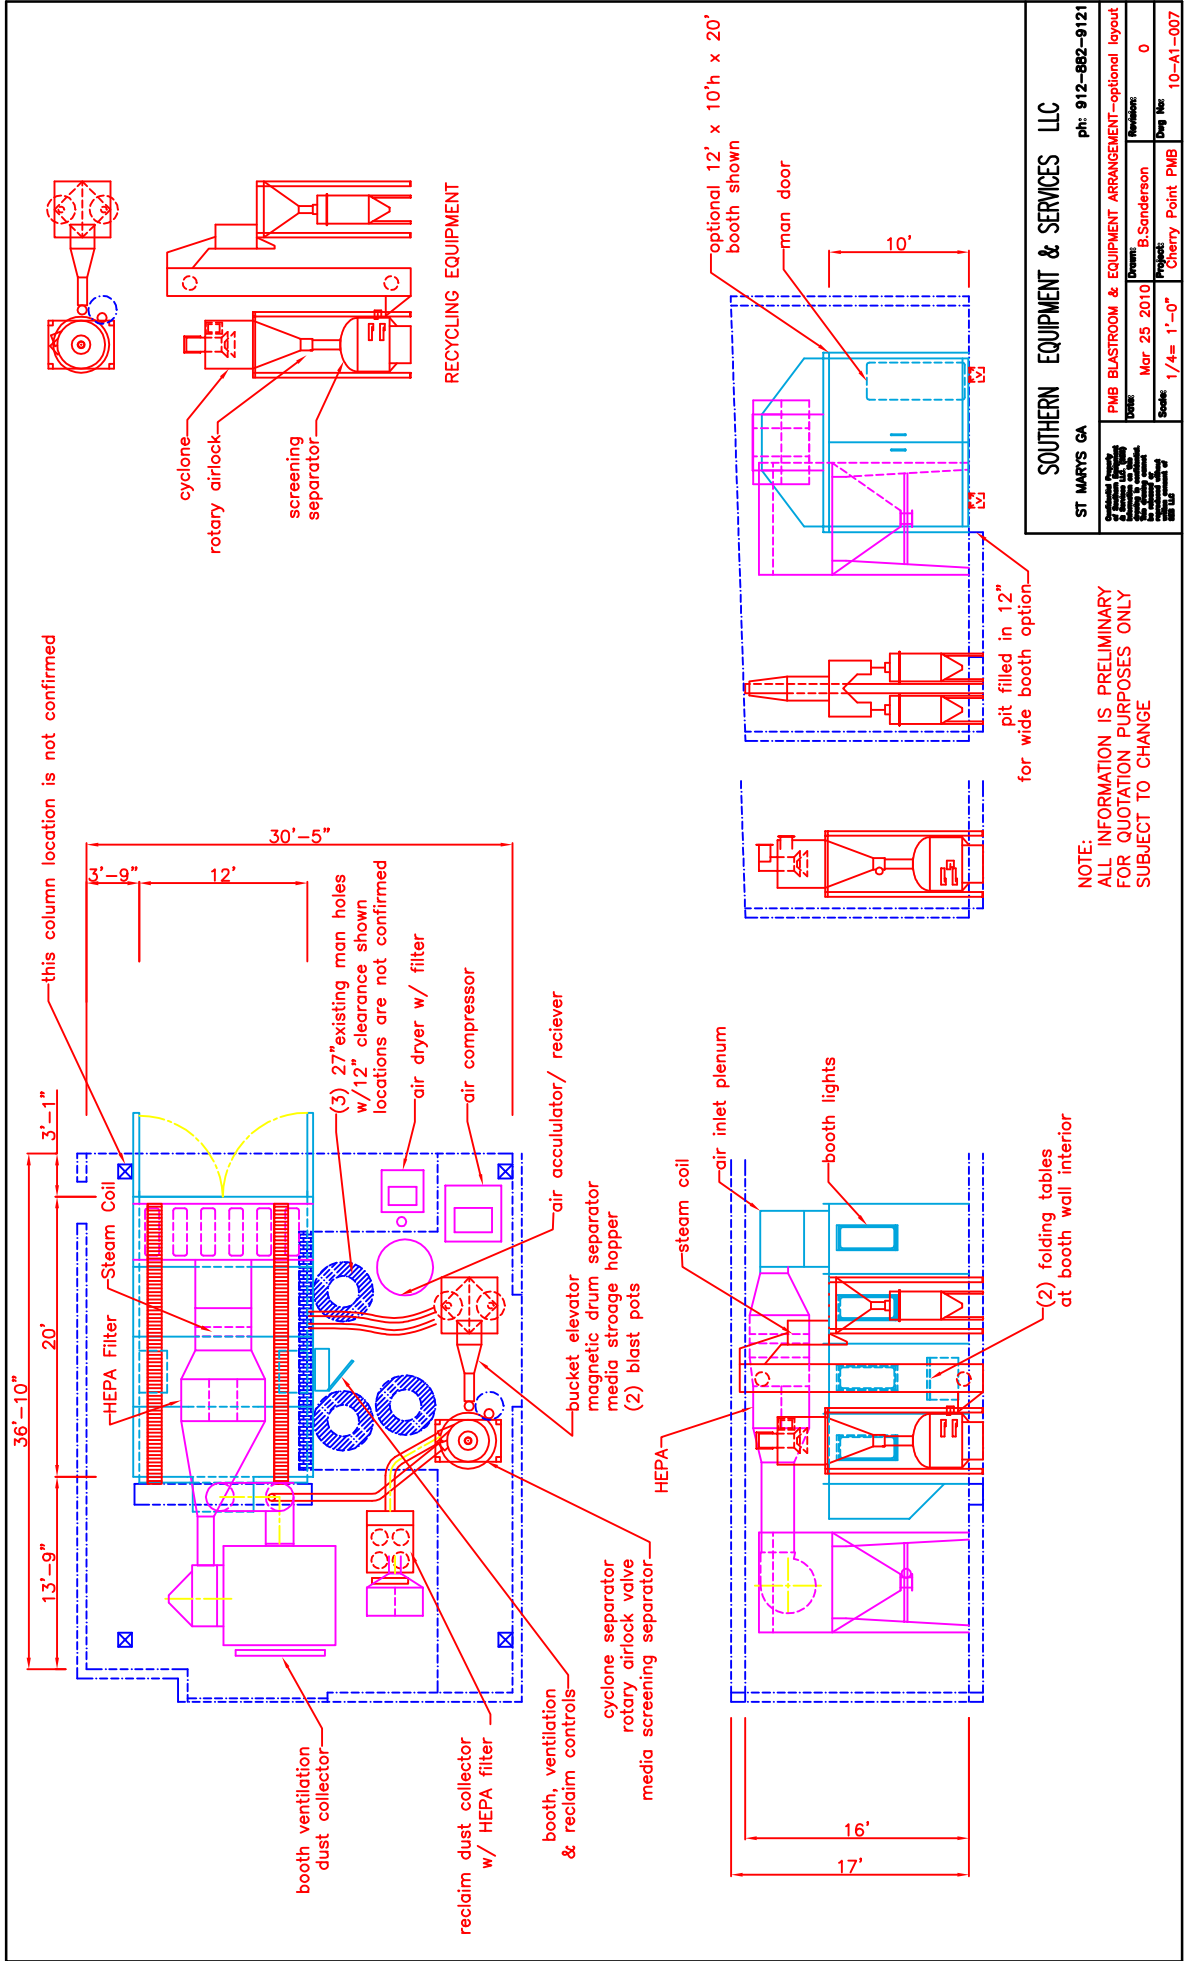 this column location is not confirmed
36'-10"
13'-9"
20'
3'-1"
3'-9"
12'
30'-5"
HEPA Filter
Steam Coil
(3) 27"existing man holes
w/12" clearance shown
locations are not confirmed
air dryer w/ filter
air compressor
air accululator/ reciever
bucket elevator
magnetic drum separator
media stroage hopper
(2) blast pots
booth ventilation
dust collector
reclaim dust collector
w/ HEPA filter
booth, ventilation
& reclaim controls
cyclone separator
rotary airlock valve
media screening separator
cyclone
rotary airlock
screening
separator
RECYCLING EQUIPMENT
HEPA
steam coil
air inlet plenum
booth lights
(2) folding tables
at booth wall interior
16'
17'
optional 12' x 10'h x 20'
booth shown
man door
10'
pit filled in 12"
for wide booth option
NOTE:
ALL INFORMATION IS PRELIMINARY
FOR QUOTATION PURPOSES ONLY
SUBJECT TO CHANGE
SOUTHERN EQUIPMENT & SERVICES LLC
ST MARYS GA
ph: 912-882-9121
PMB BLASTROOM & EQUIPMENT ARRANGEMENT-optional layout
Date:
Mar 25 2010
Drawn:
B.Sanderson
Revision:
0
Scale:
1/4= 1'-0"
Project:
Cherry Point PMB
Dwg No:
10-A1-007